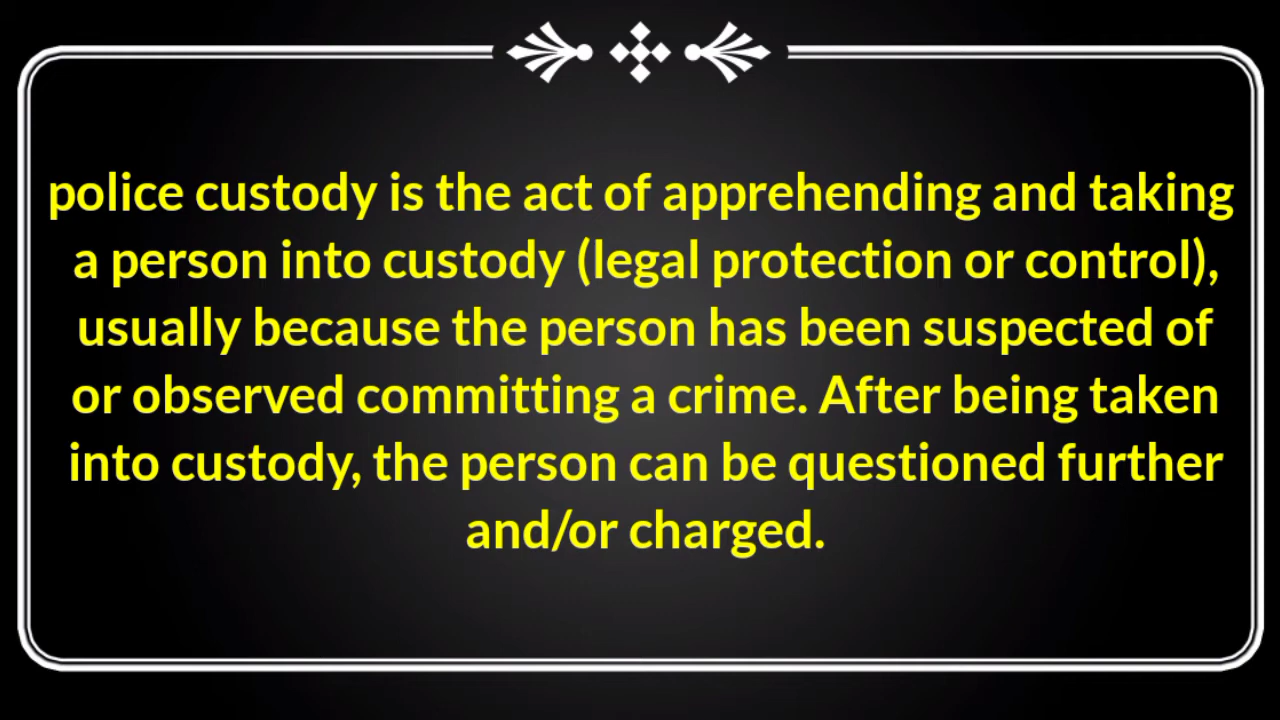 police custody is the act of apprehending and taking
a person into custody (legal protection or control),
usually because the person has been suspected of
or observed committing a crime. After being taken
into custody, the person can be questioned further
and/or charged.